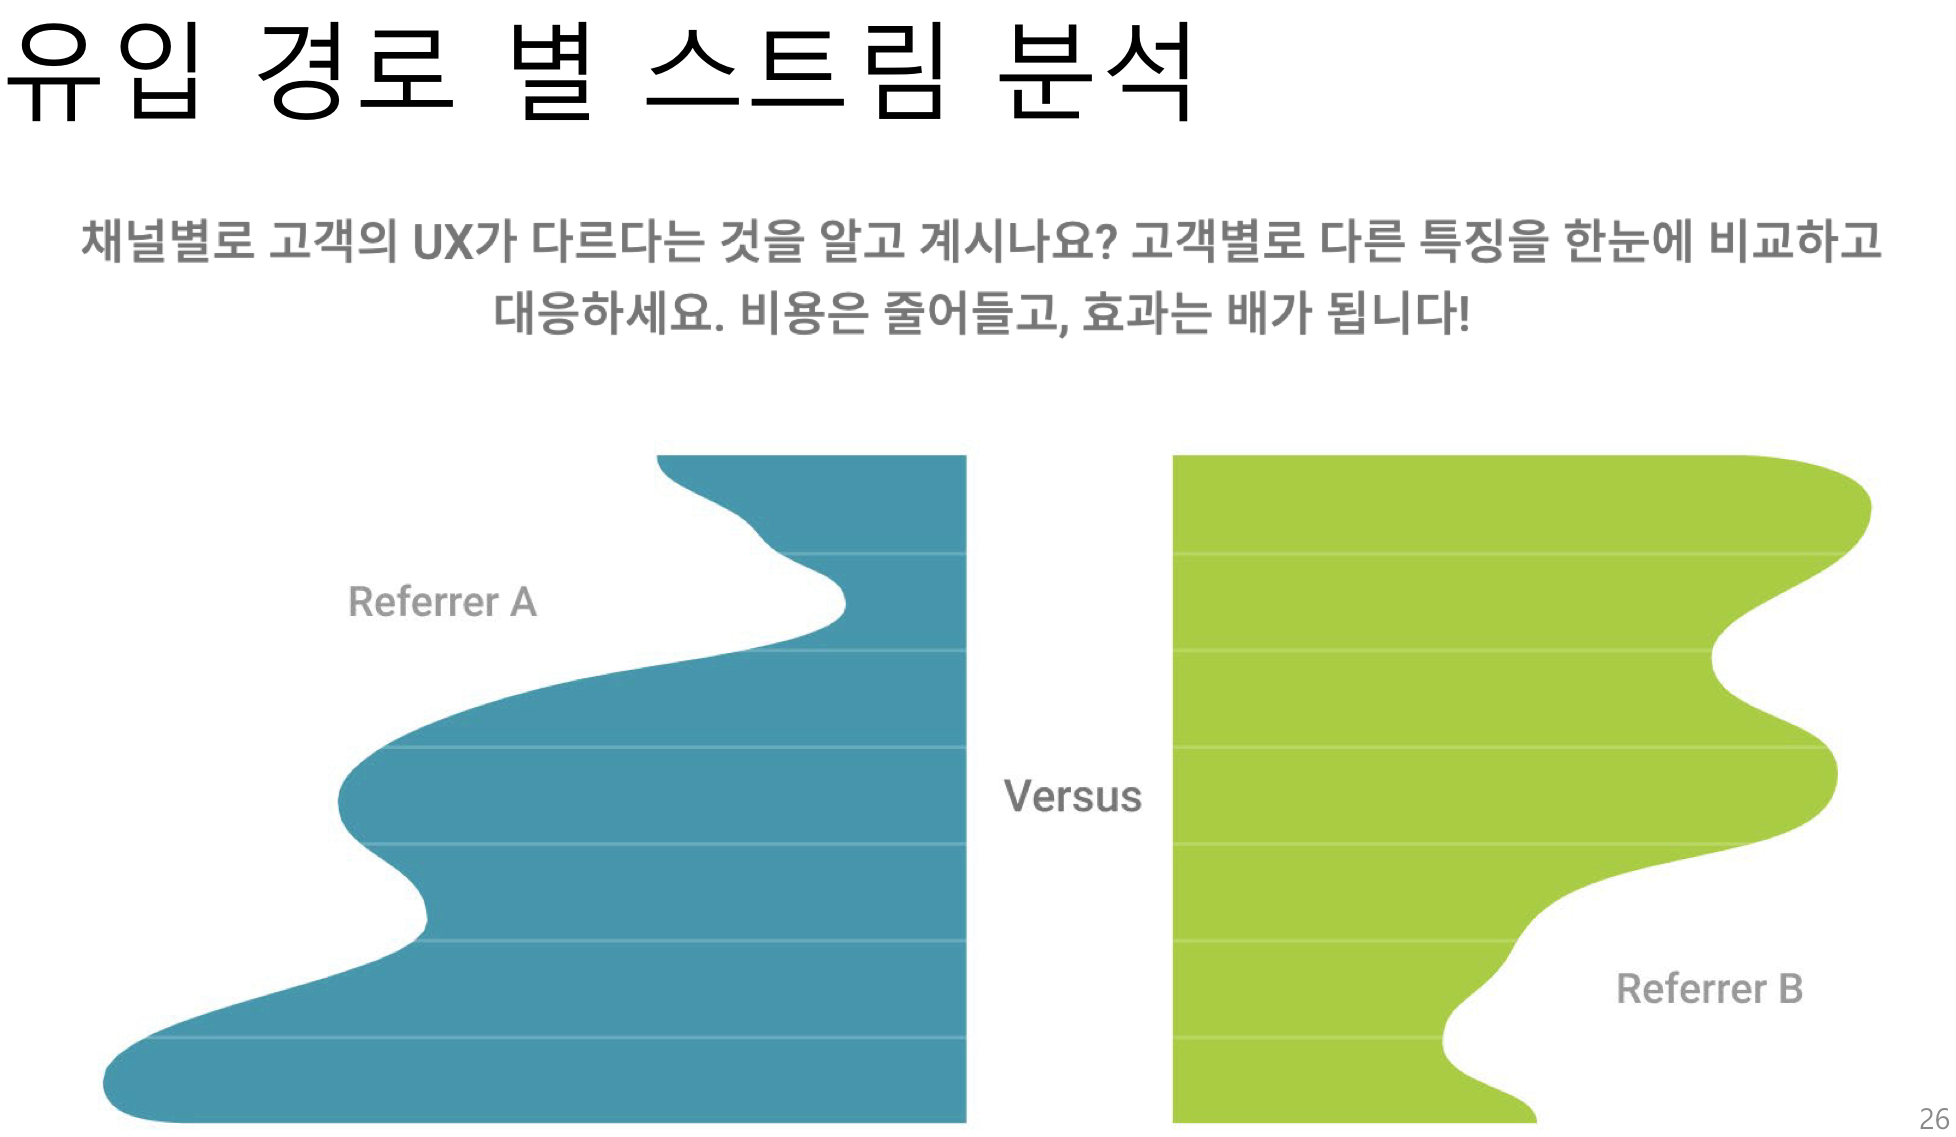 유입 경로 별 스트림 분석
채널별로 고객의 UX가 다르다는 것을 알고 계시나요? 고객별로 다른 특징을 한눈에 비교하고
대응하세요. 비용은 줄어들고, 효과는 배가 됩니다!
Referrer A
Versus
Referrer B
26